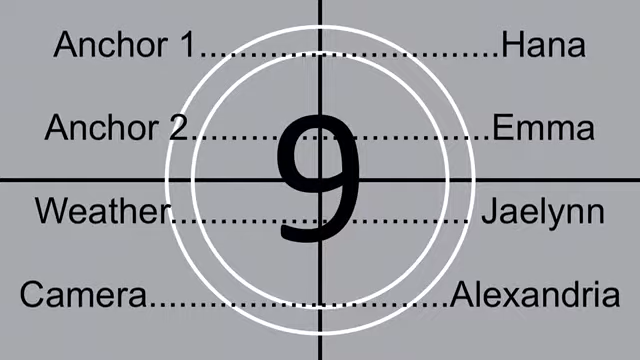 Anchor 1..............................Hana
Anchor 2..............................Emma
9
Weather.............................. Jaelynn
Camera..............................Alexandria